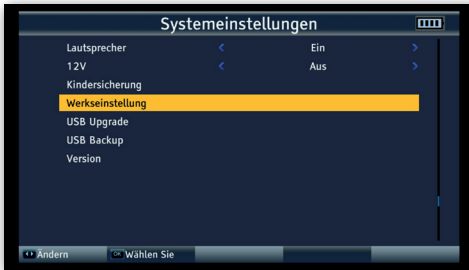 Systemeinstellungen
Lautsprecher < Ein >
12V < Aus >
Kindersicherung
Werkseinstellung
USB Upgrade
USB Backup
Version
Ändern OK Wählen Sie